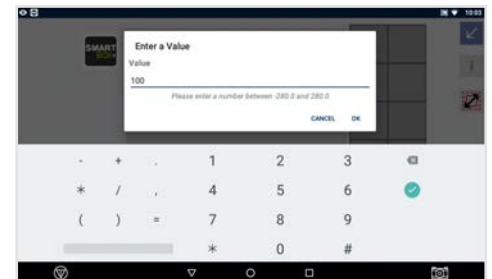 10:03
SMART
BOX
Enter a Value
Value
100
Please enter a number between -280.0 and 280.0
CANCEL OK
- + . 1 2 3
* / , 4 5 6
( ) = 7 8 9
* 0 #